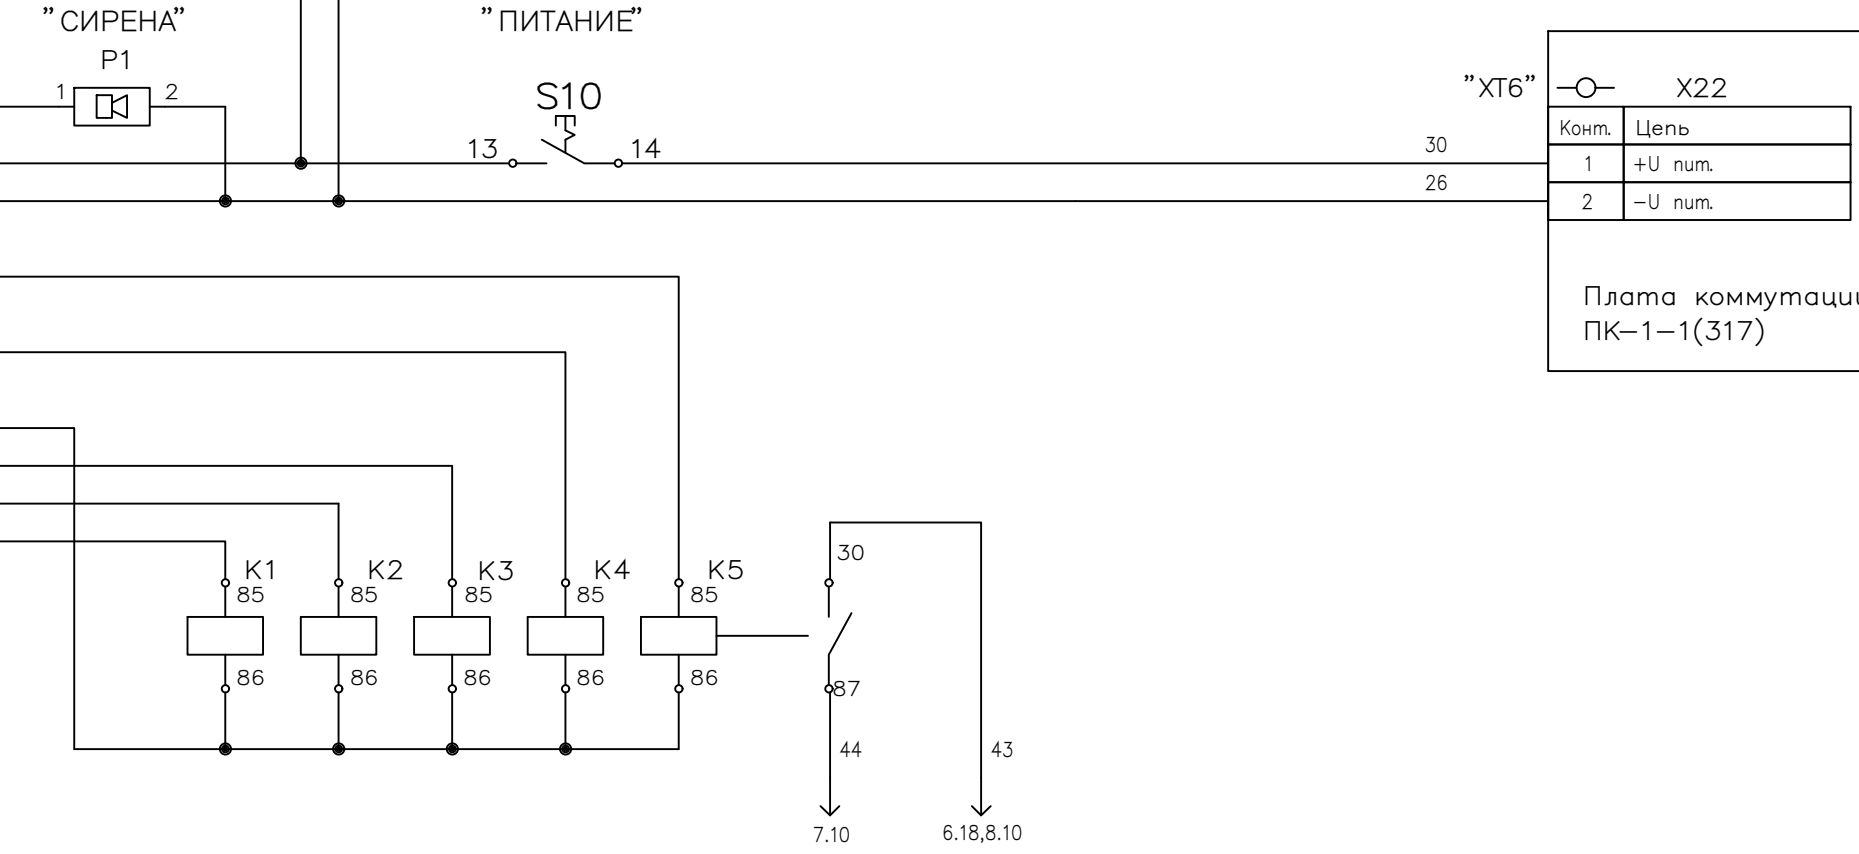 "СИРЕНА"
"ПИТАНИЕ"
P1
1
2
S10
13
14
"XT6"
X22
Конт.
Цепь
30
1
+U пит.
26
2
−U пит.
Плата коммутаци
ПК−1−1(317)
K1
K2
K3
K4
K5
30
85
85
85
85
85
86
86
86
86
86
87
44
43
7.10
6.18,8.10